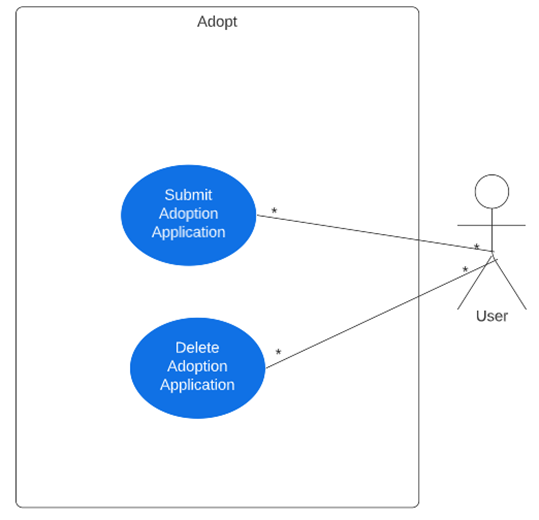 Adopt
Submit
Adoption
Application
*
*
*
User
Delete
Adoption
Application
*